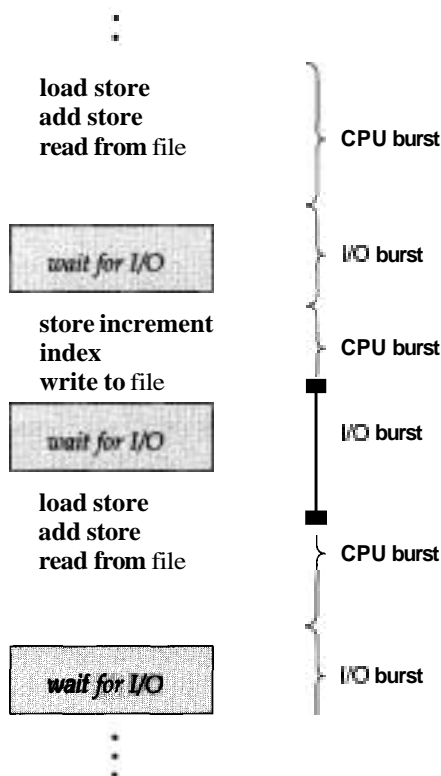 load store
add store
read from file
CPU burst
wait for I/O
I/O burst
store increment
index
write to file
CPU burst
wait for I/O
I/O burst
load store
add store
read from file
CPU burst
wait for I/O
I/O burst